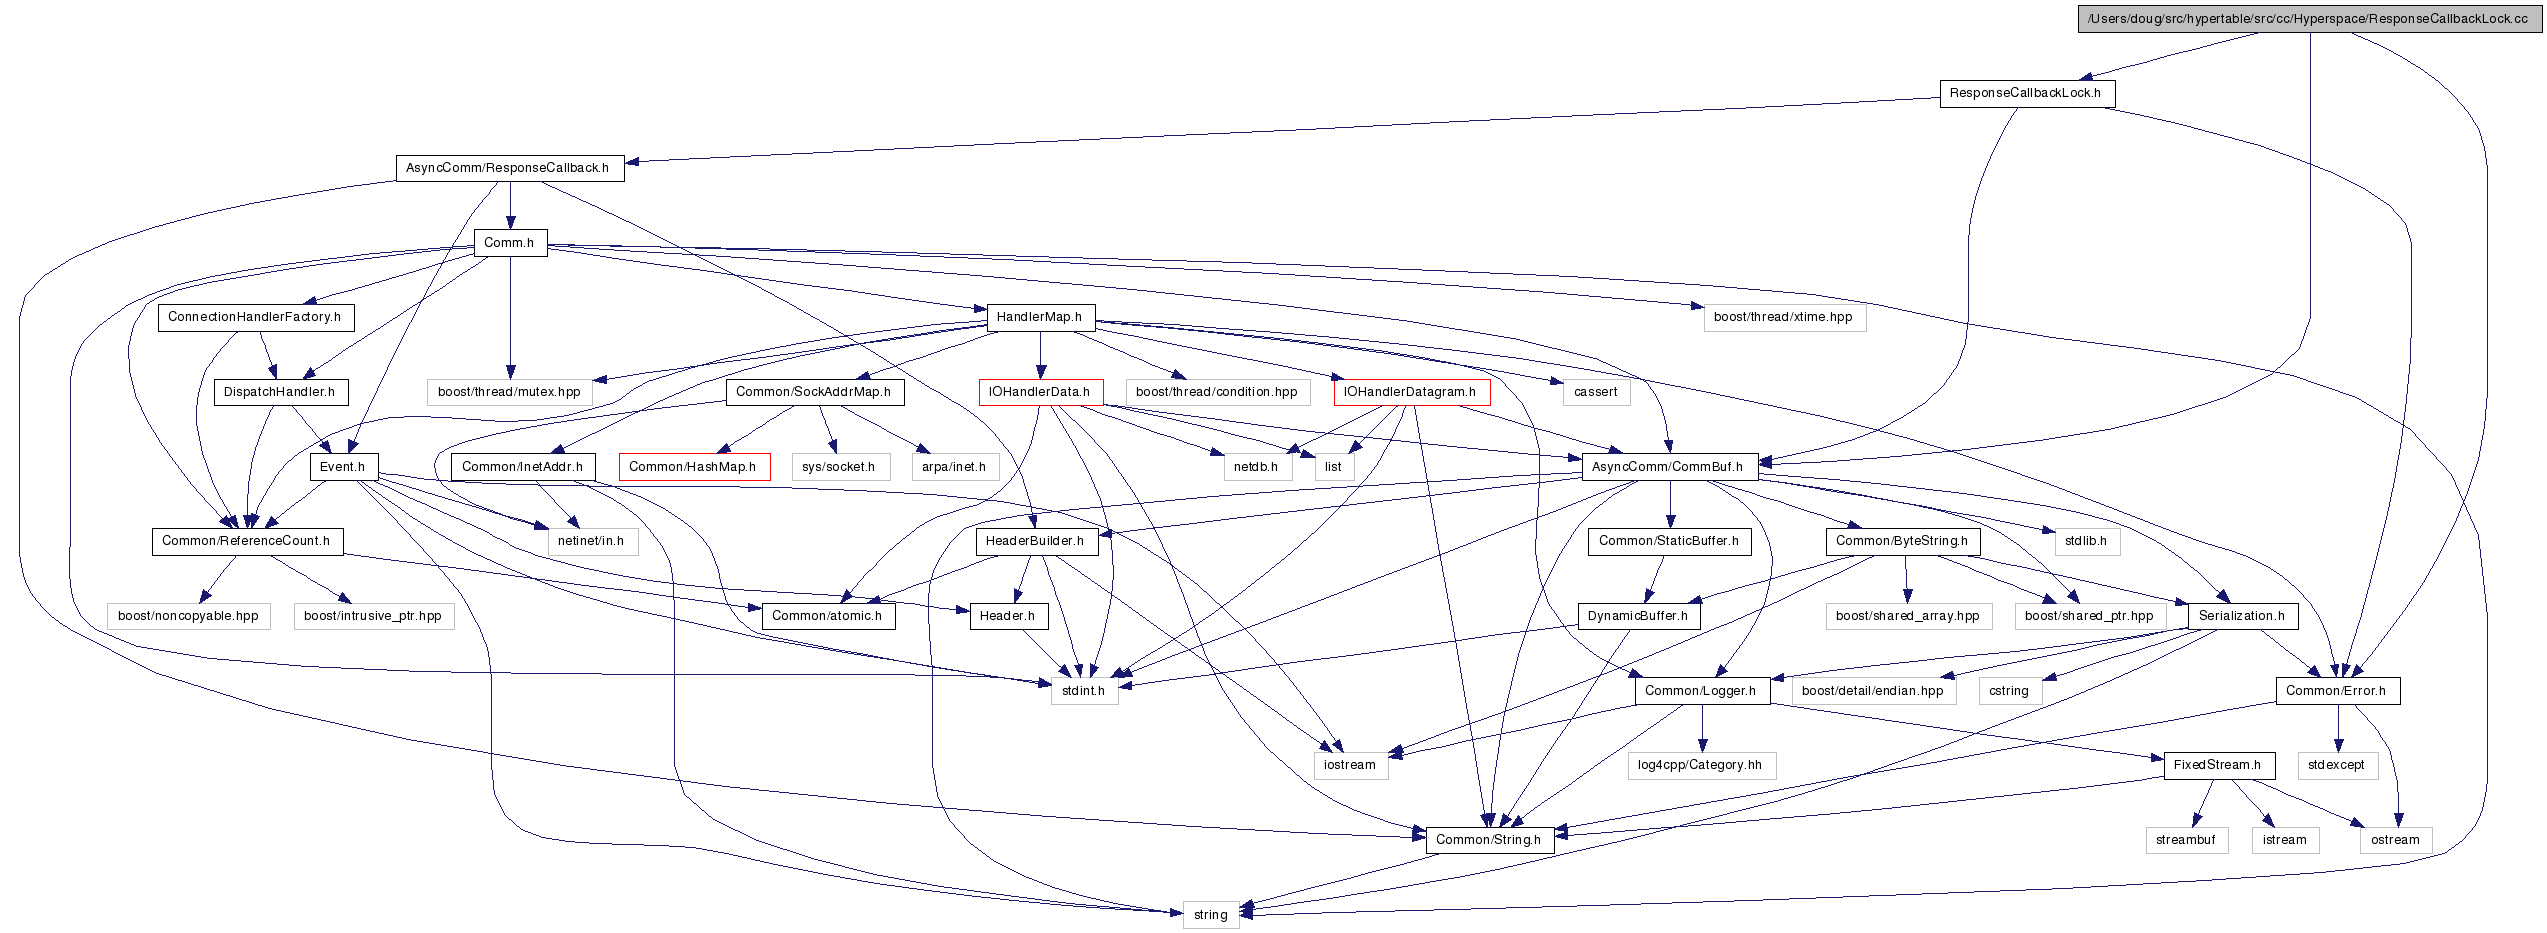 /Users/doug/src/hypertable/src/cc/Hyperspace/ResponseCallbackLock.cc
ResponseCallbackLock.h
AsyncComm/ResponseCallback.h
Comm.h
ConnectionHandlerFactory.h
HandlerMap.h
boost/thread/xtime.hpp
DispatchHandler.h
boost/thread/mutex.hpp
Common/SockAddrMap.h
IOHandlerData.h
boost/thread/condition.hpp
IOHandlerDatagram.h
cassert
Event.h
Common/InetAddr.h
Common/HashMap.h
sys/socket.h
arpa/inet.h
netdb.h
list
AsyncComm/CommBuf.h
Common/ReferenceCount.h
netinet/in.h
HeaderBuilder.h
Common/StaticBuffer.h
Common/ByteString.h
stdlib.h
boost/noncopyable.hpp
boost/intrusive_ptr.hpp
Common/atomic.h
Header.h
DynamicBuffer.h
boost/shared_array.hpp
boost/shared_ptr.hpp
Serialization.h
stdint.h
Common/Logger.h
boost/detail/endian.hpp
cstring
Common/Error.h
iostream
log4cpp/Category.hh
FixedStream.h
stdexcept
Common/String.h
streambuf
istream
ostream
string